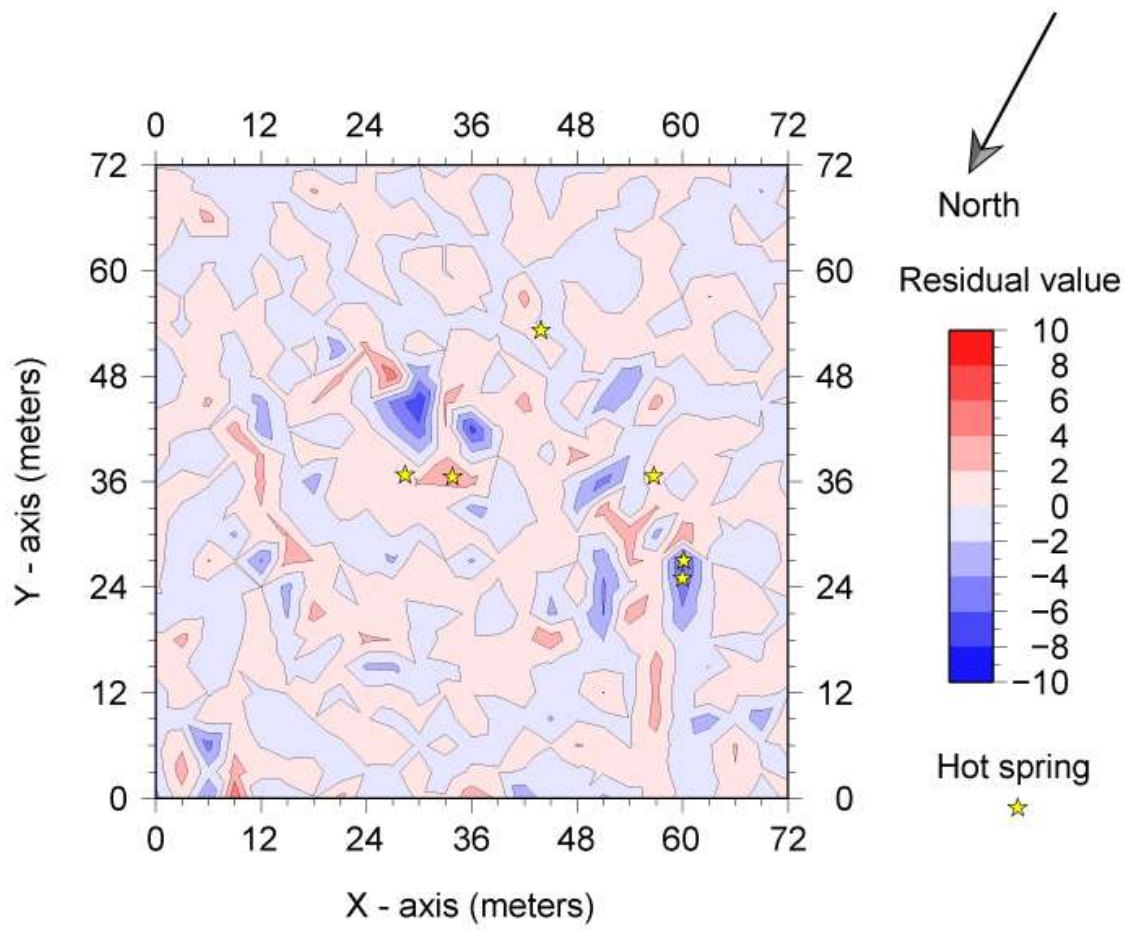 0 12 24 36 48 60 72
72 72
60 60
48 48
36 36
24 24
12 12
0 0
0 12 24 36 48 60 72
X - axis (meters)
Y - axis (meters)
North
Residual value
10
8
6
4
2
0
−2
−4
−6
−8
−10
Hot spring